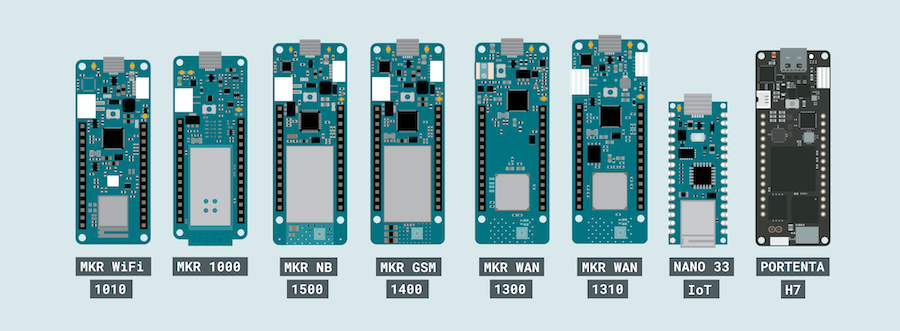 MKR WiFi
1010
MKR 1000
MKR NB
1500
MKR GSM
1400
MKR WAN
1300
MKR WAN
1310
NANO 33
IoT
PORTENTA
H7